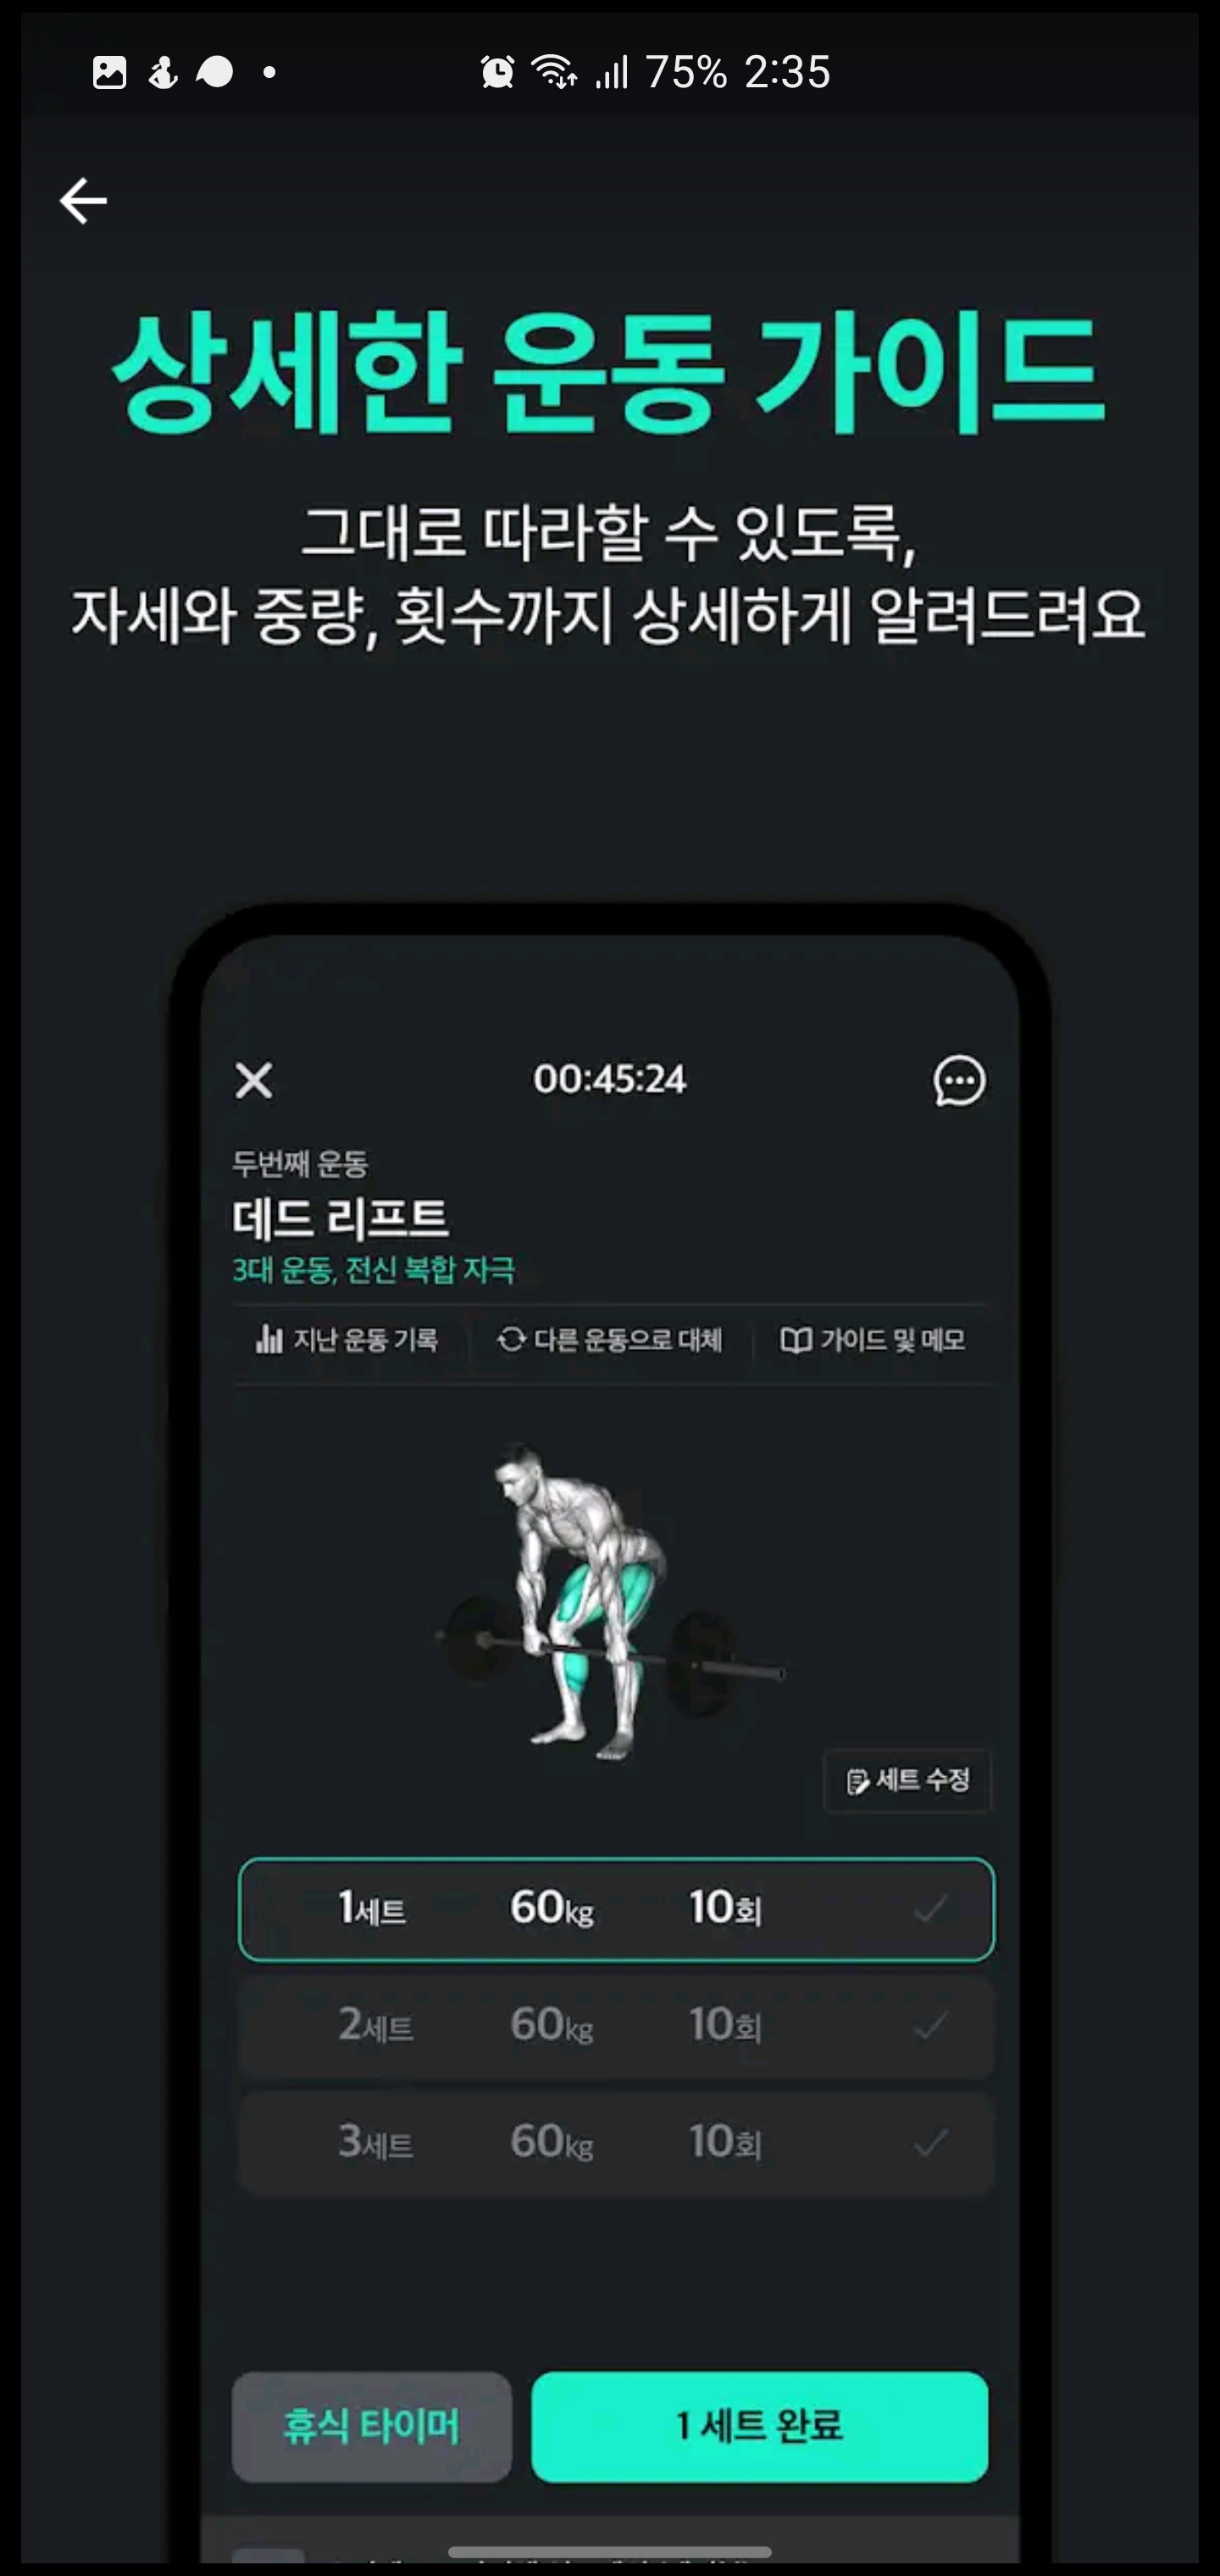 75% 2:35
상세한 운동 가이드
그대로 따라할 수 있도록,
자세와 중량, 횟수까지 상세하게 알려드려요
00:45:24
두번째 운동
데드 리프트
3대 운동, 전신 복합 자극
지난 운동 기록 다른 운동으로 대체 가이드 및 메모
세트 수정
1세트 60kg 10회
2세트 60kg 10회
3세트 60kg 10회
휴식 타이머 1 세트 완료